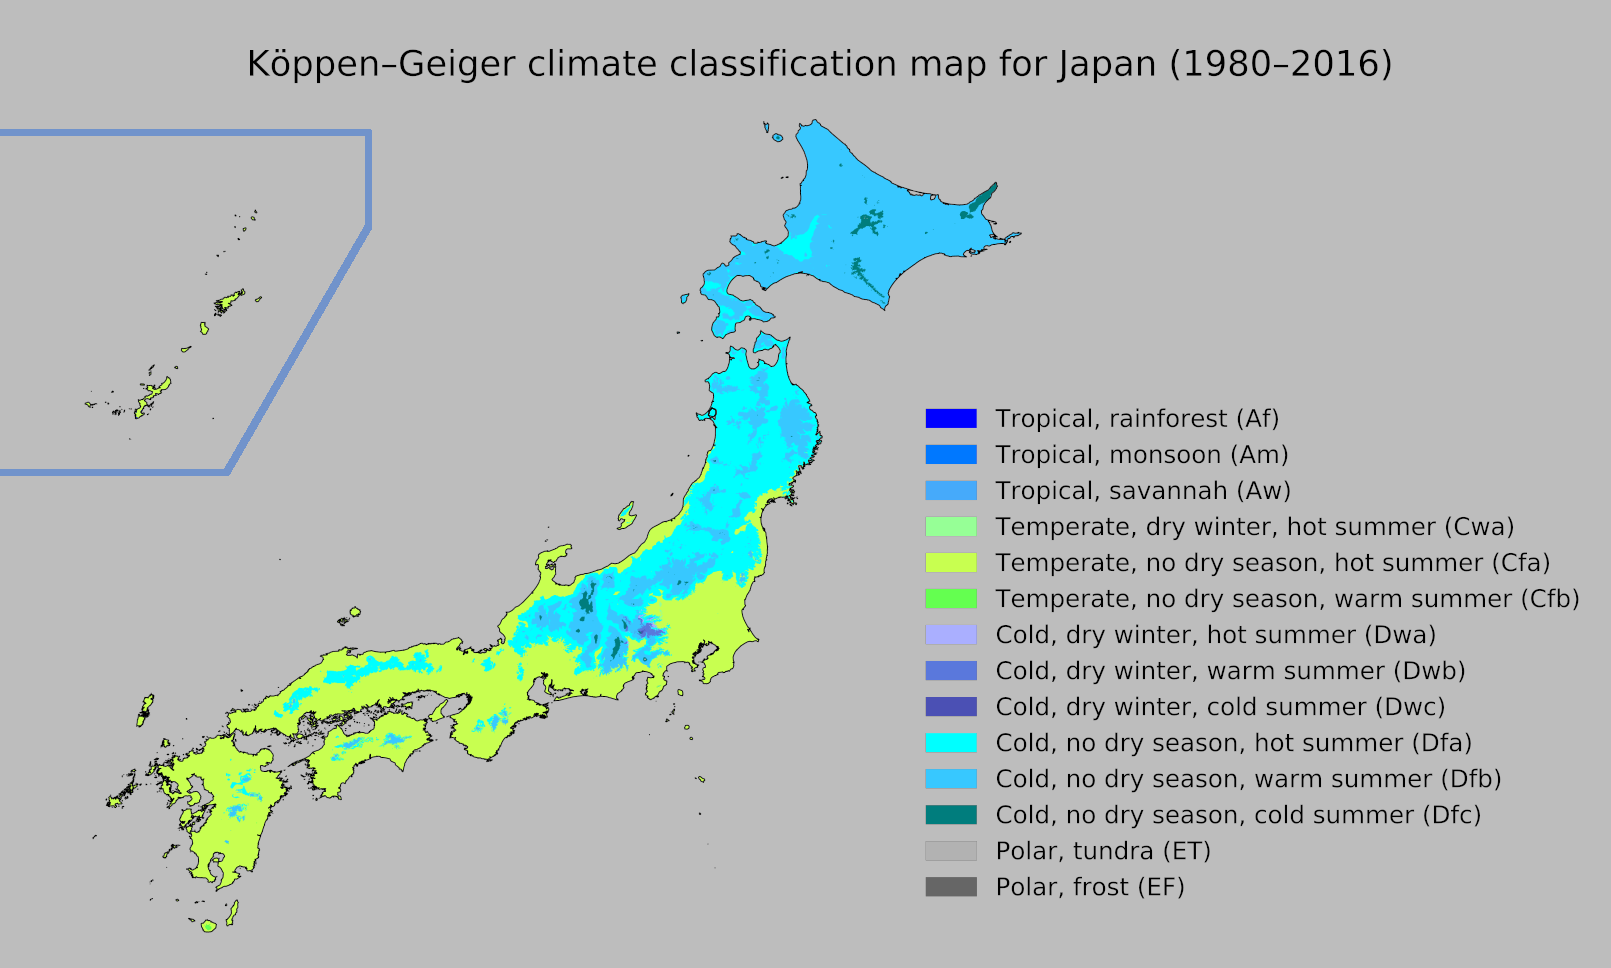 Köppen–Geiger climate classification map for Japan (1980–2016)
Tropical, rainforest (Af)
Tropical, monsoon (Am)
Tropical, savannah (Aw)
Temperate, dry winter, hot summer (Cwa)
Temperate, no dry season, hot summer (Cfa)
Temperate, no dry season, warm summer (Cfb)
Cold, dry winter, hot summer (Dwa)
Cold, dry winter, warm summer (Dwb)
Cold, dry winter, cold summer (Dwc)
Cold, no dry season, hot summer (Dfa)
Cold, no dry season, warm summer (Dfb)
Cold, no dry season, cold summer (Dfc)
Polar, tundra (ET)
Polar, frost (EF)